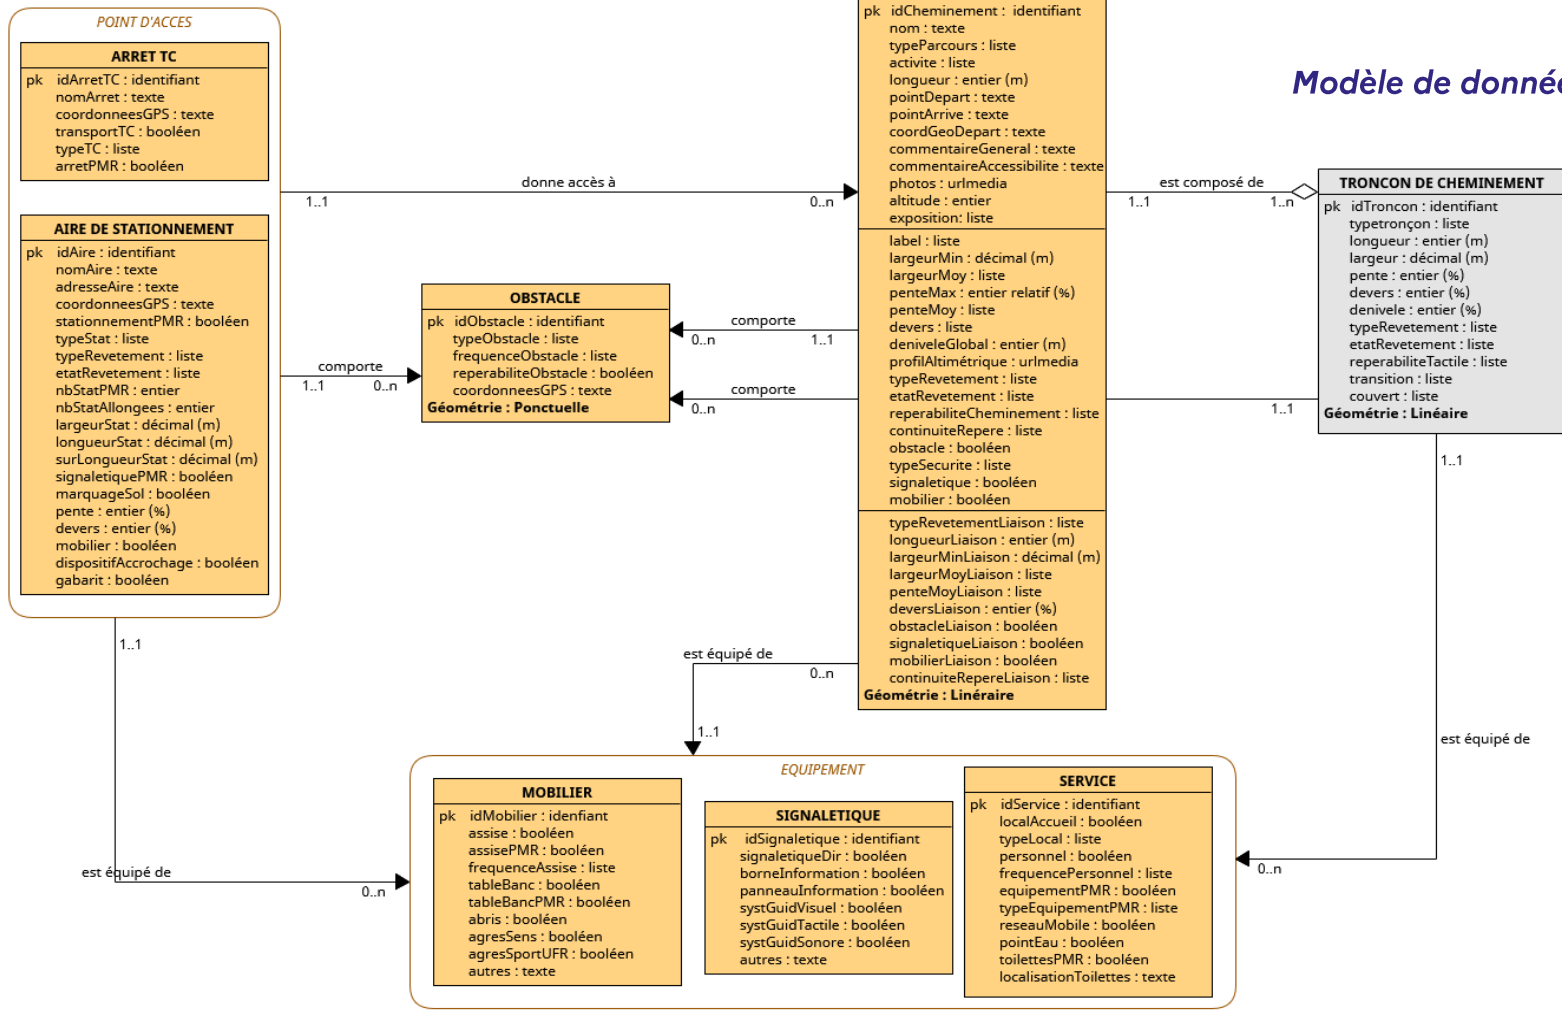 POINT D'ACCES
ARRET TC
pk idArretTC : identifiant
nomArret : texte
coordonneesGPS : texte
transportTC : booléen
typeTC : liste
arretPMR : booléen
AIRE DE STATIONNEMENT
pk idAire : identifiant
nomAire : texte
adresseAire : texte
coordonneesGPS : texte
stationnementPMR : booléen
typeStat : liste
typeRevetement : liste
etatRevetement : liste
nbStatPMR : entier
nbStatAllongees : entier
largeurStat : décimal (m)
longueurStat : décimal (m)
surLongueurStat : décimal (m)
signaletiquePMR : booléen
marquageSol : booléen
pente : entier (%)
devers : entier (%)
mobilier : booléen
dispositifAccrochage : booléen
gabarit : booléen
donne accès à
1..1
0..n
comporte
1..1
0..n
OBSTACLE
pk idObstacle : identifiant
typeObstacle : liste
frequenceObstacle : liste
reperabiliteObstacle : booléen
coordonneesGPS : texte
Géométrie : Ponctuelle
comporte
0..n
1..1
comporte
0..n
1..1
pk idCheminement : identifiant
nom : texte
typeParcours : liste
activite : liste
longueur : entier (m)
pointDepart : texte
pointArrive : texte
coordGeoDepart : texte
commentaireGeneral : texte
commentaireAccessibilite : texte
photos : urlmedia
altitude : entier
exposition: liste
label : liste
largeurMin : décimal (m)
largeurMoy : liste
penteMax : entier relatif (%)
penteMoy : liste
devers : liste
deniveleGlobal : entier (m)
profilAltimétrique : urlmedia
typeRevetement : liste
etatRevetement : liste
reperabiliteCheminement : liste
continuiteRepere : liste
obstacle : booléen
typeSecurite : liste
signaletique : booléen
mobilier : booléen
typeRevetementLiaison : liste
longueurLiaison : entier (m)
largeurMinLiaison : décimal (m)
largeurMoyLiaison : liste
penteMoyLiaison : liste
deversLiaison : entier (%)
obstacleLiaison : booléen
signaletiqueLiaison : booléen
mobilierLiaison : booléen
continuiteRepereLiaison : liste
Géométrie : Linéraire
Modèle de donné
est composé de
1..1
1..n
TRONCON DE CHEMINEMENT
pk idTroncon : identifiant
typetronçon : liste
longueur : entier (m)
largeur : décimal (m)
pente : entier (%)
devers : entier (%)
denivele : entier (%)
typeRevetement : liste
etatRevetement : liste
reperabiliteTactile : liste
transition : liste
couvert : liste
Géométrie : Linéaire
1..1
est équipé de
0..n
est équipé de
0..n
1..1
1..1
est équipé de
0..n
EQUIPEMENT
MOBILIER
pk idMobilier : idenfiant
assise : booléen
assisePMR : booléen
frequenceAssise : liste
tableBanc : booléen
tableBancPMR : booléen
abris : booléen
agresSens : booléen
agresSportUFR : booléen
autres : texte
SIGNALETIQUE
pk idSignaletique : identifiant
signaletiqueDir : booléen
borneInformation : booléen
panneauInformation : booléen
systGuidVisuel : booléen
systGuidTactile : booléen
systGuidSonore : booléen
autres : texte
SERVICE
pk idService : identifiant
localAccueil : booléen
typeLocal : liste
personnel : booléen
frequencePersonnel : liste
equipementPMR : booléen
typeEquipementPMR : liste
reseauMobile : booléen
pointEau : booléen
toilettesPMR : booléen
localisationToilettes : texte